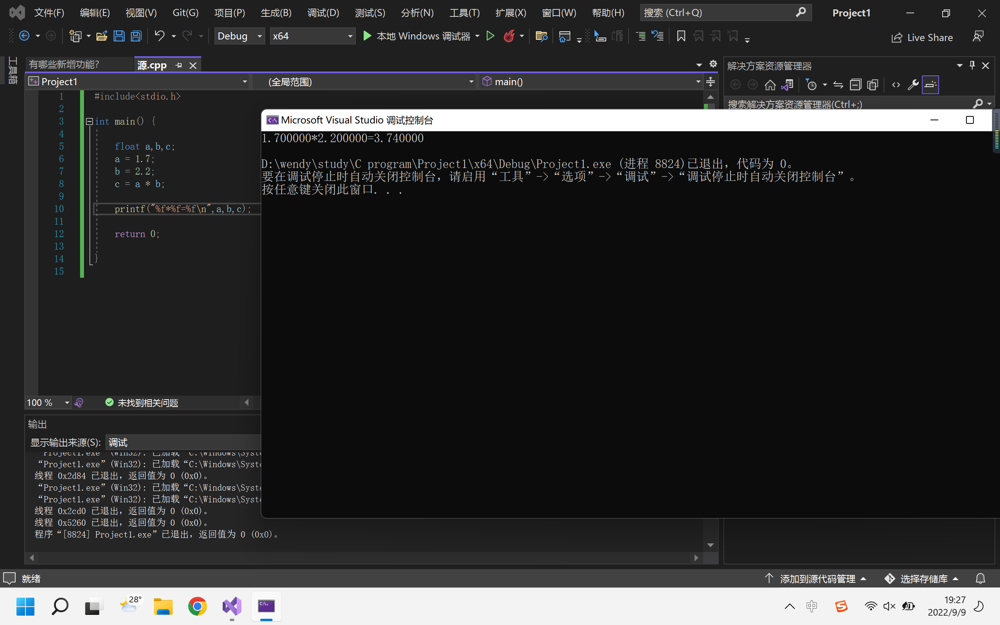 文件(F) 编辑(E) 视图(V) Git(G) 项目(P) 生成(B) 调试(D) 测试(S) 分析(N) 工具(T) 扩展(X) 窗口(W) 帮助(H) 搜索 (Ctrl+Q) Project1
Debug x64 本地 Windows 调试器 Live Share
工具箱
有哪些新增功能? 源.cpp
Project1 (全局范围) main()
1 #include<stdio.h>
2
3 int main() {
4
5 float a,b,c;
6 a = 1.7;
7 b = 2.2;
8 c = a * b;
9
10 printf("%f*%f=%f\n",a,b,c);
11
12 return 0;
13
14 }
15
解决方案资源管理器
搜索解决方案资源管理器(Ctrl+;)
Microsoft Visual Studio 调试控制台
1.700000*2.200000=3.740000
D:\wendy\study\C program\Project1\x64\Debug\Project1.exe (进程 8824)已退出，代码为 0。
要在调试停止时自动关闭控制台，请启用“工具”->“选项”->“调试”->“调试停止时自动关闭控制台”。
按任意键关闭此窗口. . .
100 % 未找到相关问题
输出
显示输出来源(S): 调试
“Project1.exe”(Win32): 已加载“C:\Windows\Syste
“Project1.exe”(Win32): 已加载“C:\Windows\Syste
线程 0x2d84 已退出，返回值为 0 (0x0)。
“Project1.exe”(Win32): 已加载“C:\Windows\Syste
“Project1.exe”(Win32): 已加载“C:\Windows\Syste
线程 0x2cd0 已退出，返回值为 0 (0x0)。
线程 0x5260 已退出，返回值为 0 (0x0)。
程序“[8824] Project1.exe”已退出，返回值为 0 (0x0)。
就绪 添加到源代码管理 选择存储库
28° 中 19:27
2022/9/9